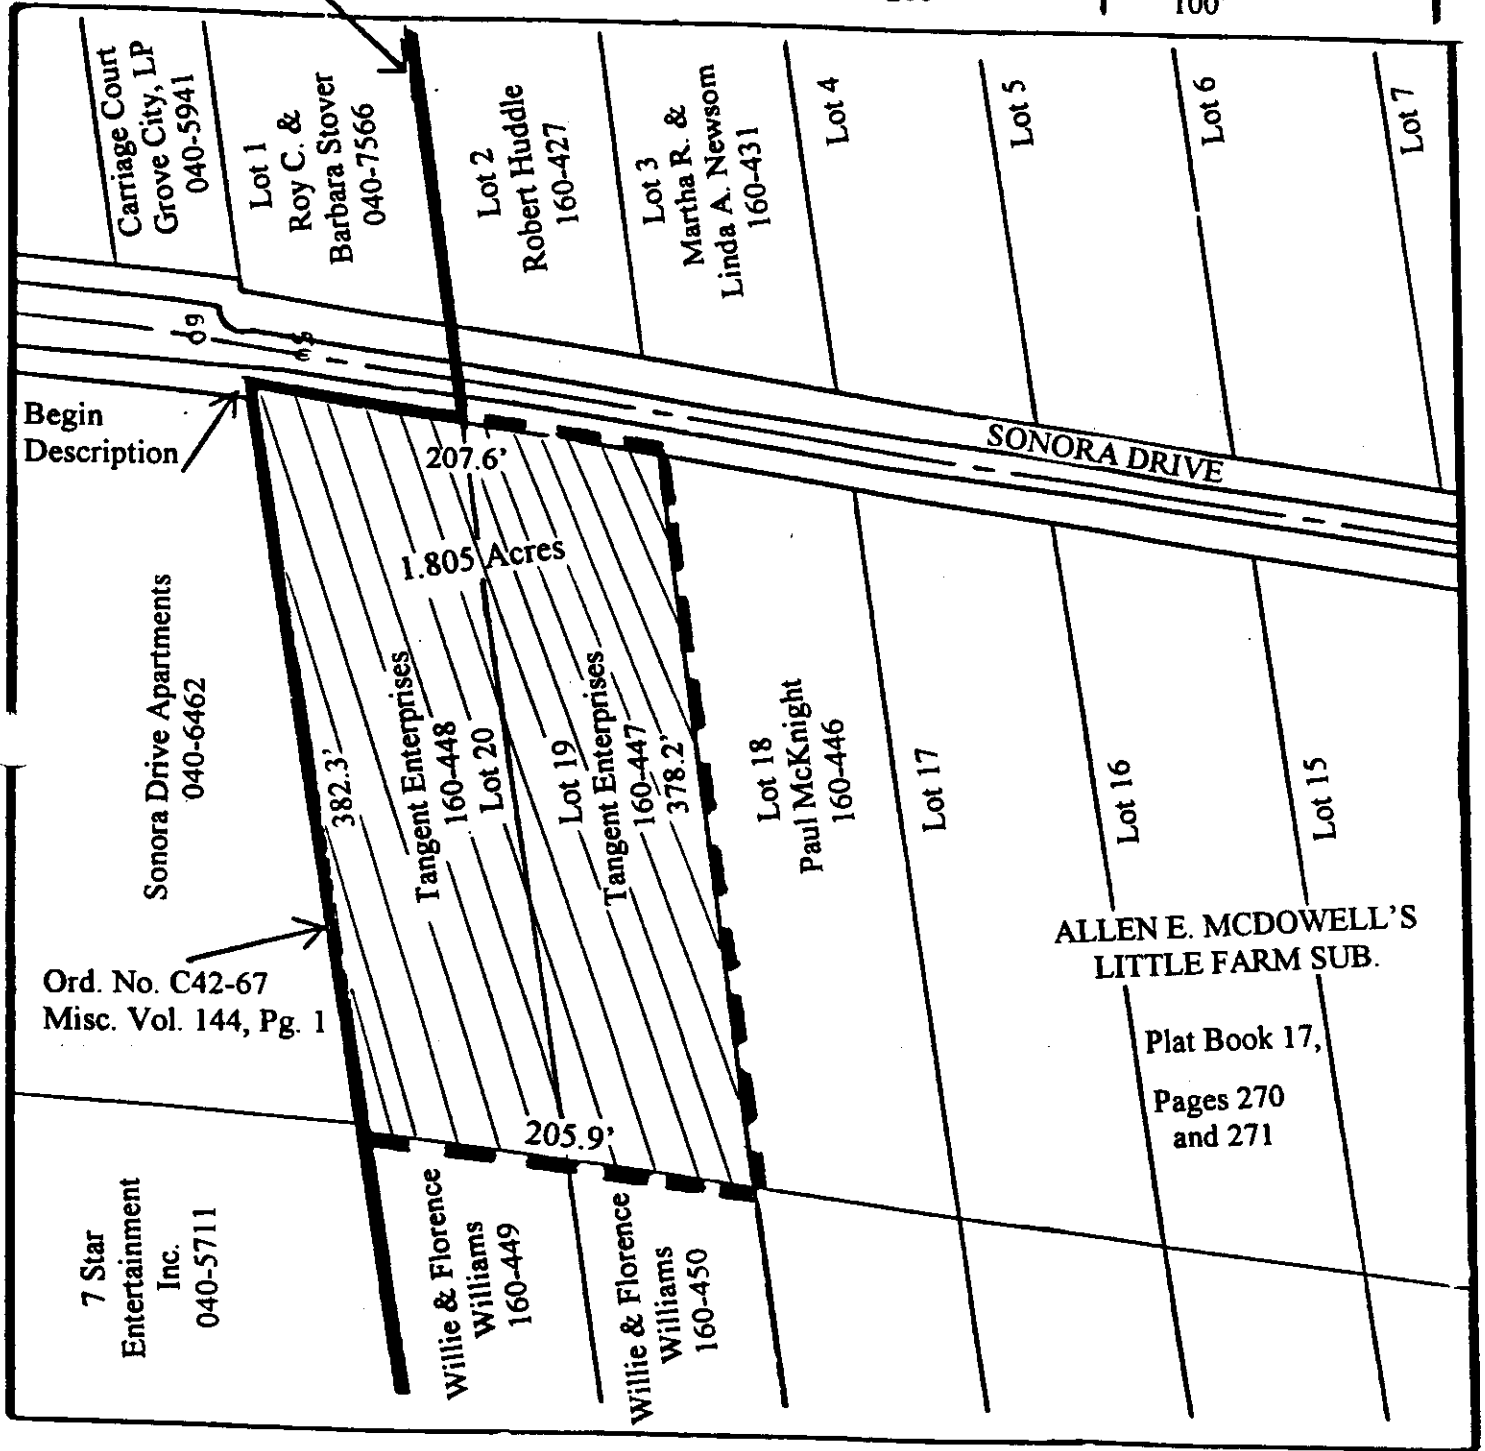 100'
Carriage Court
Grove City, LP
040-5941
Lot 1
Roy C. &
Barbara Stover
040-7566
Lot 2
Robert Huddle
160-427
Lot 3
Martha R. &
Linda A. Newsom
160-431
Lot 4
Lot 5
Lot 6
Lot 7
60
Begin
Description
SONORA DRIVE
207.6'
1.805 Acres
Sonora Drive Apartments
040-6462
382.3'
Tangent Enterprises
160-448
Lot 20
Lot 19
Tangent Enterprises
160-447
378.2'
Lot 18
Paul McKnight
160-446
Lot 17
Lot 16
Lot 15
ALLEN E. MCDOWELL'S
LITTLE FARM SUB.
Plat Book 17,
Pages 270
and 271
Ord. No. C42-67
Misc. Vol. 144, Pg. 1
205.9'
7 Star
Entertainment
Inc.
040-5711
Willie & Florence
Williams
160-449
Willie & Florence
Williams
160-450